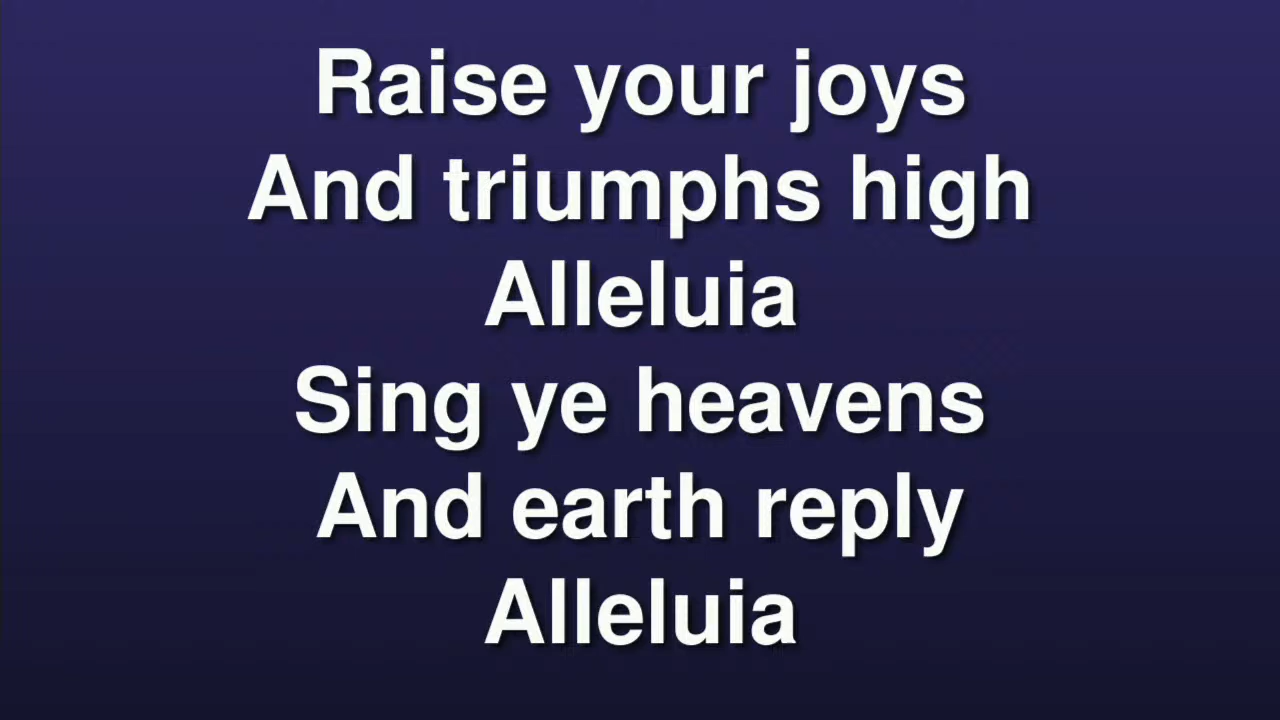 Raise your joys
And triumphs high
Alleluia
Sing ye heavens
And earth reply
Alleluia